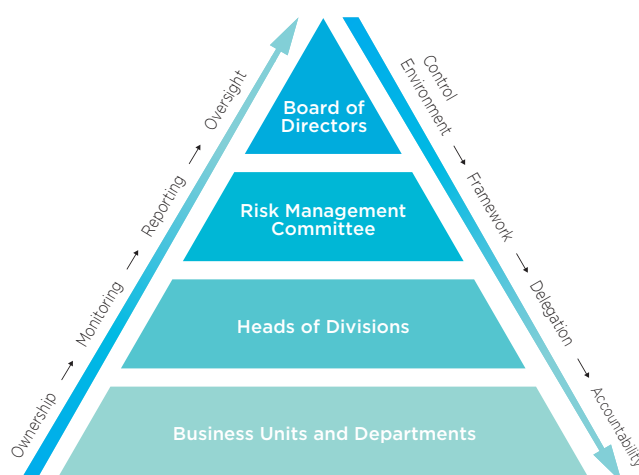 Board of
Directors
Risk Management
Committee
Heads of Divisions
Business Units and Departments
Ownership → Monitoring → Reporting → Oversight
Control
Environment → Framework → Delegation → Accountability